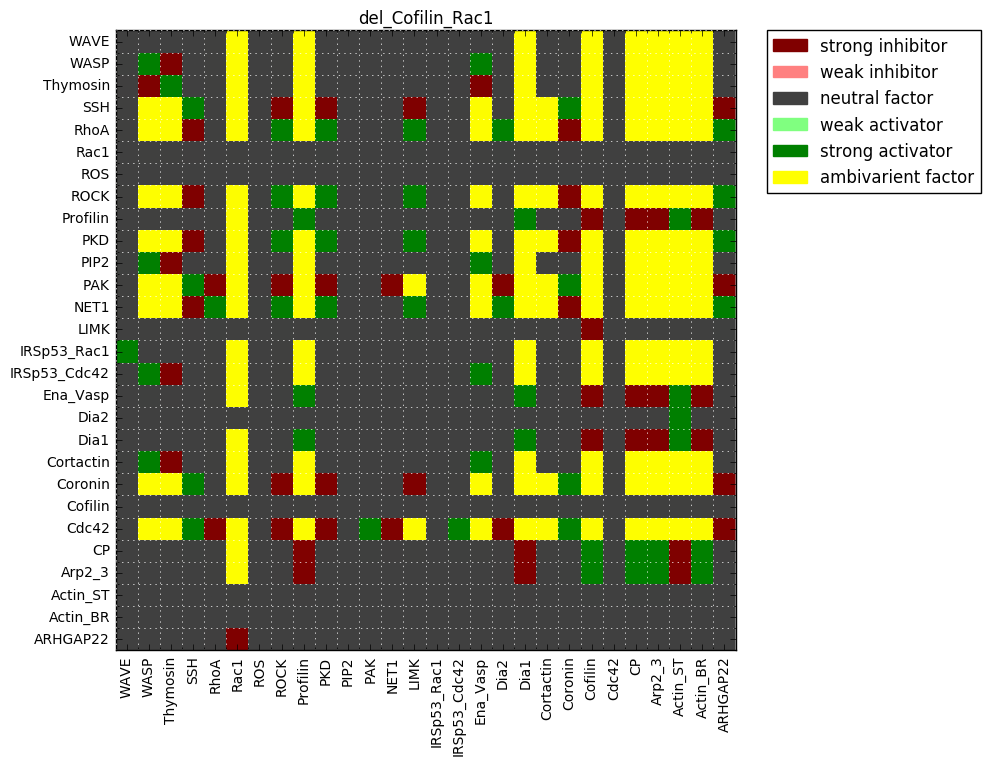 del_Cofilin_Rac1
WAVE
WASP
Thymosin
SSH
RhoA
Rac1
ROS
ROCK
Profilin
PKD
PIP2
PAK
NET1
LIMK
IRSp53_Rac1
IRSp53_Cdc42
Ena_Vasp
Dia2
Dia1
Cortactin
Coronin
Cofilin
Cdc42
CP
Arp2_3
Actin_ST
Actin_BR
ARHGAP22
WAVE
WASP
Thymosin
SSH
RhoA
Rac1
ROS
ROCK
Profilin
PKD
PIP2
PAK
NET1
LIMK
IRSp53_Rac1
IRSp53_Cdc42
Ena_Vasp
Dia2
Dia1
Cortactin
Coronin
Cofilin
Cdc42
CP
Arp2_3
Actin_ST
Actin_BR
ARHGAP22
strong inhibitor
weak inhibitor
neutral factor
weak activator
strong activator
ambivarient factor